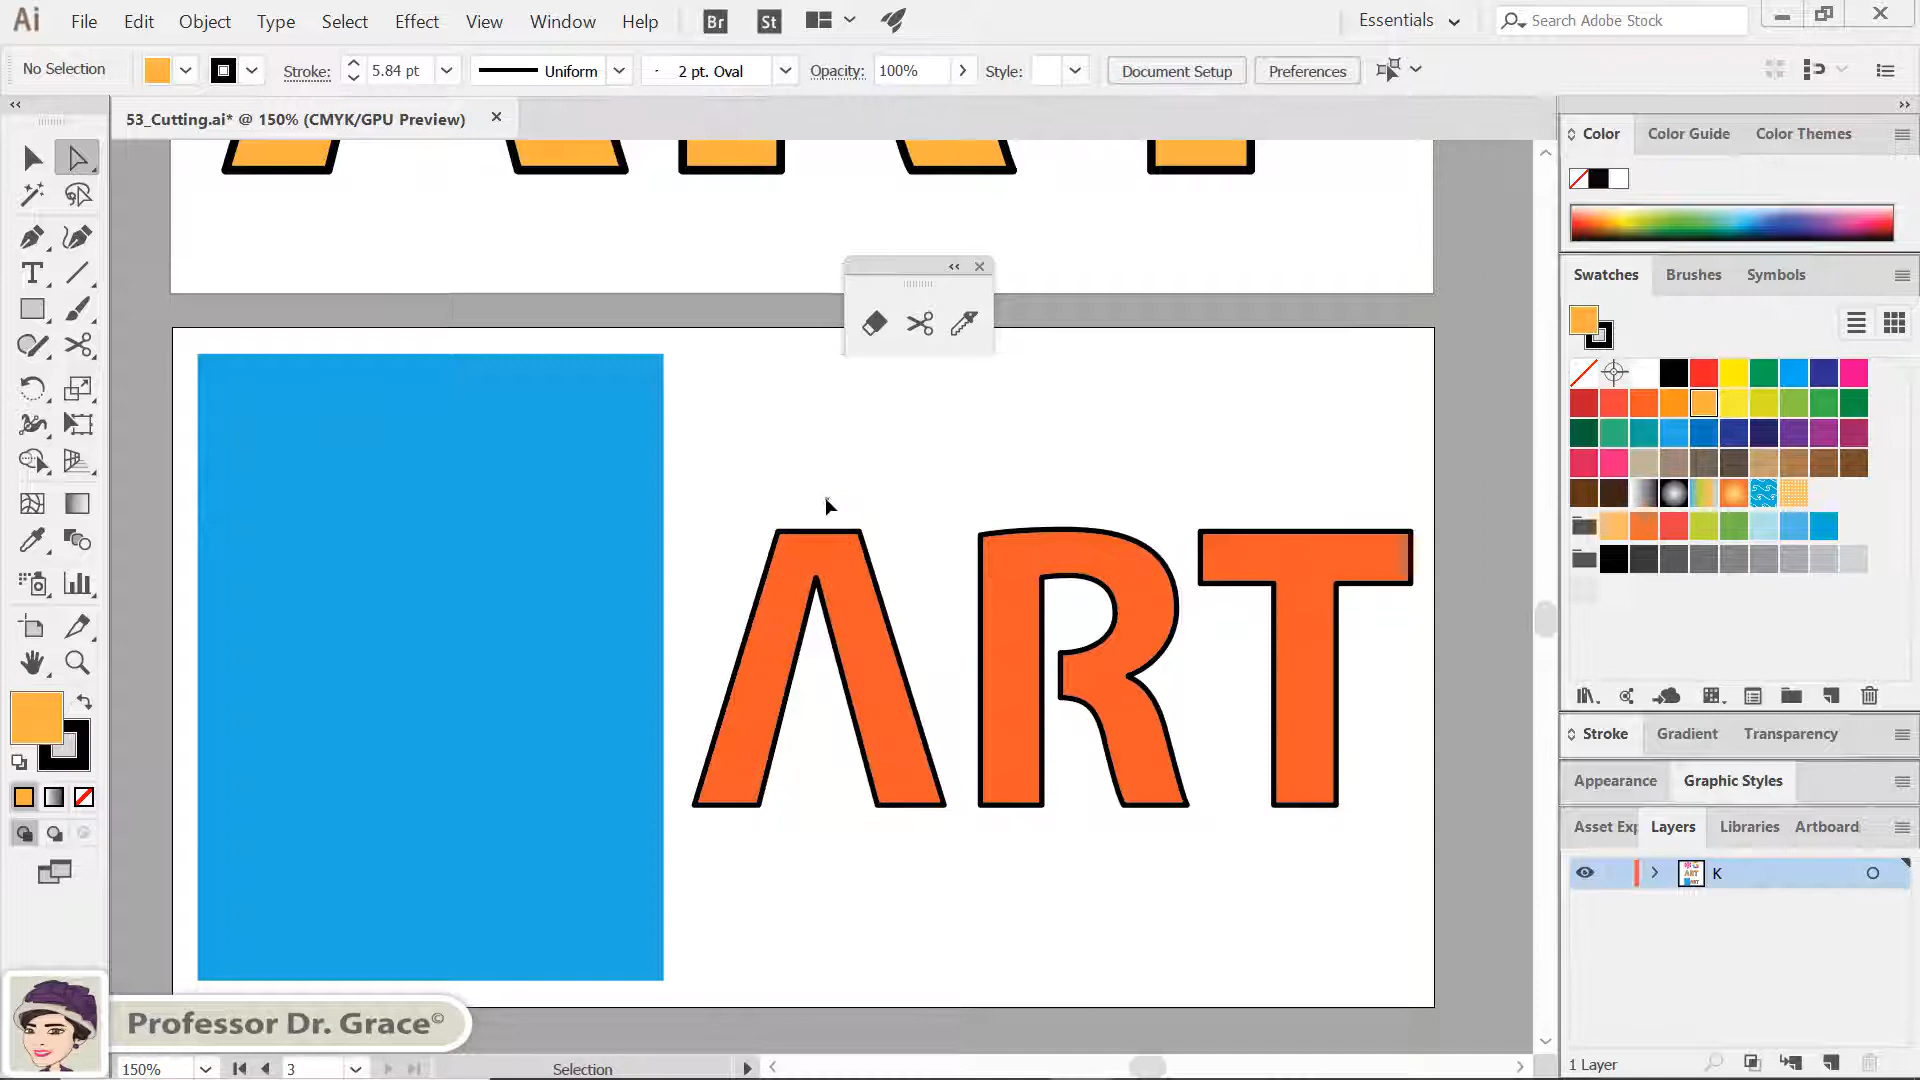 Ai File Edit Object Type Select Effect View Window Help Br St Essentials Search Adobe Stock
No Selection Stroke: 5.84 pt Uniform 2 pt. Oval Opacity: 100% Style: Document Setup Preferences
53_Cutting.ai* @ 150% (CMYK/GPU Preview)
Color Color Guide Color Themes
Swatches Brushes Symbols
ART
Stroke Gradient Transparency
Appearance Graphic Styles
Asset Exp Layers Libraries Artboard
K
Professor Dr. Grace©
150% 3 Selection
1 Layer